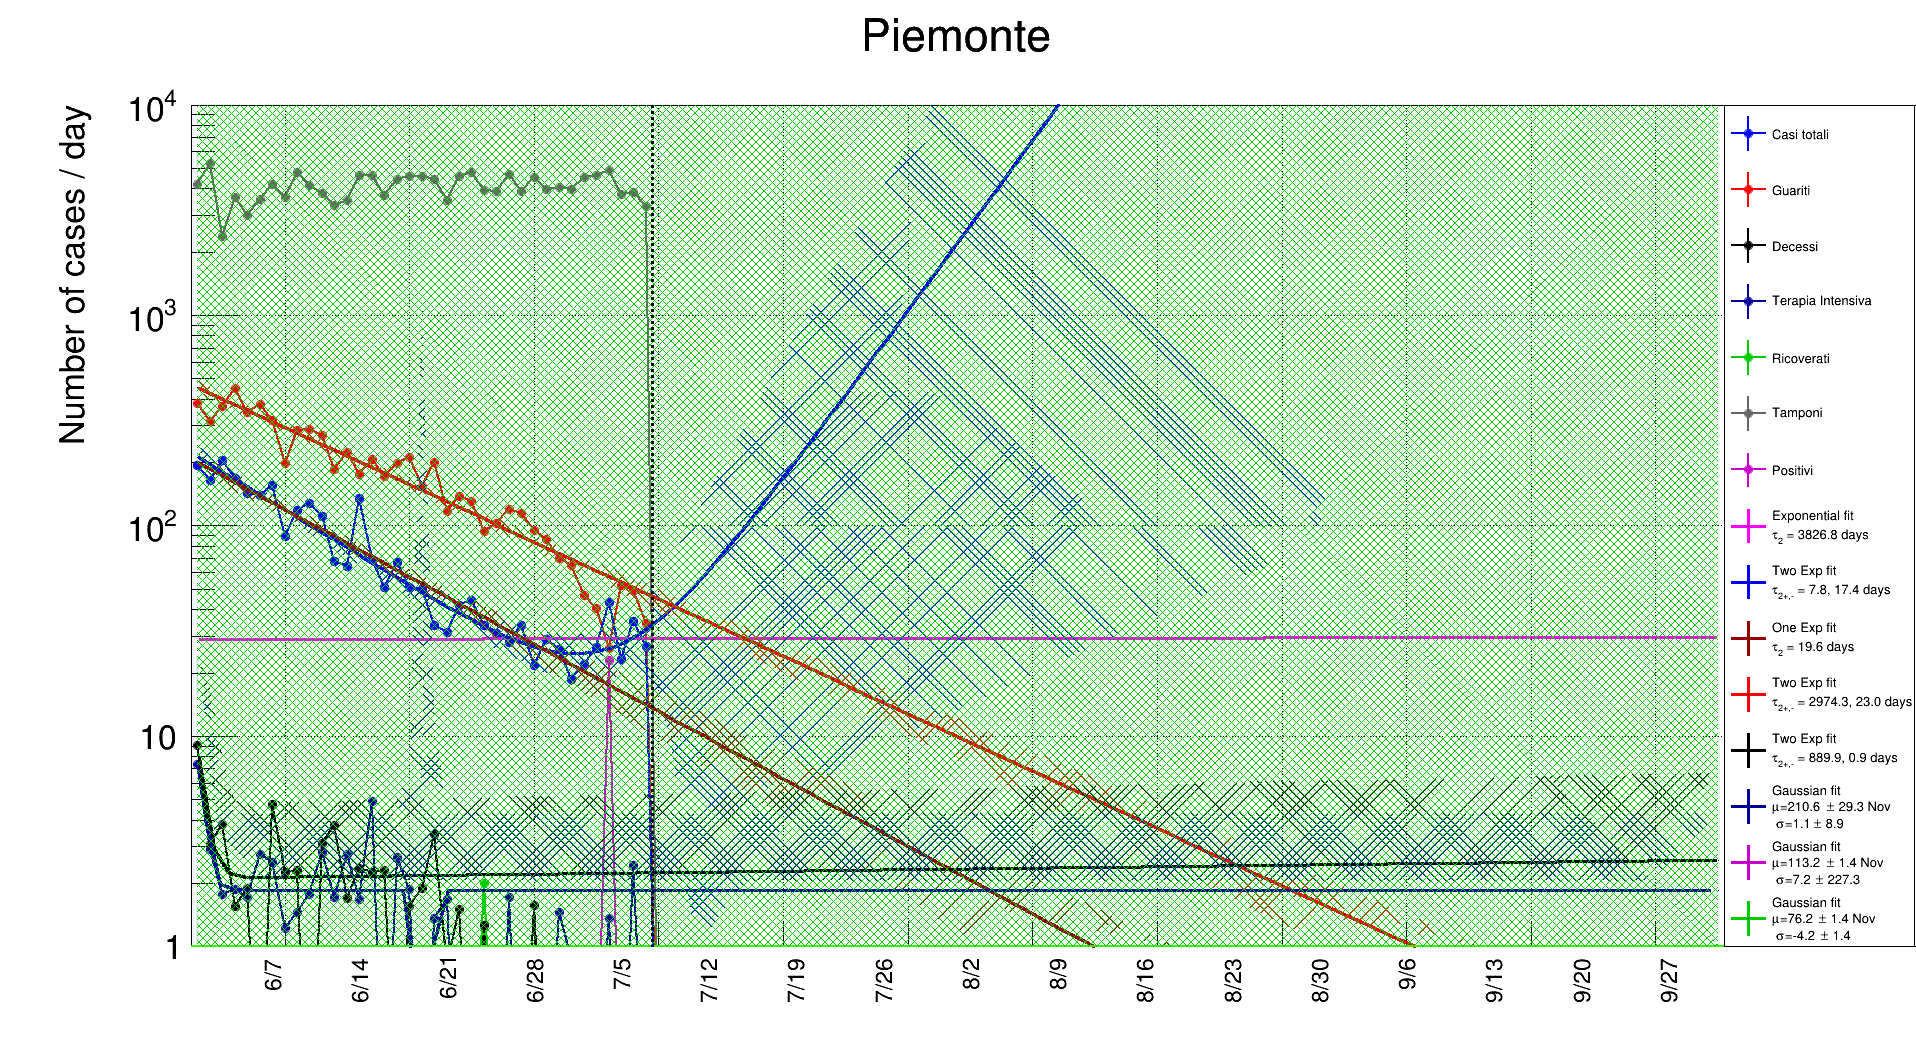 Piemonte
Number of cases / day
10^4
10^3
10^2
10
1
6/7
6/14
6/21
6/28
7/5
7/12
7/19
7/26
8/2
8/9
8/16
8/23
8/30
9/6
9/13
9/20
9/27
Casi totali
Guariti
Decessi
Terapia Intensiva
Ricoverati
Tamponi
Positivi
Exponential fit
τ2 = 3826.8 days
Two Exp fit
τ2+,- = 7.8, 17.4 days
One Exp fit
τ2 = 19.6 days
Two Exp fit
τ2+,- = 2974.3, 23.0 days
Two Exp fit
τ2+,- = 889.9, 0.9 days
Gaussian fit
μ=210.6 ± 29.3 Nov
σ=1.1 ± 8.9
Gaussian fit
μ=113.2 ± 1.4 Nov
σ=7.2 ± 227.3
Gaussian fit
μ=76.2 ± 1.4 Nov
σ=-4.2 ± 1.4